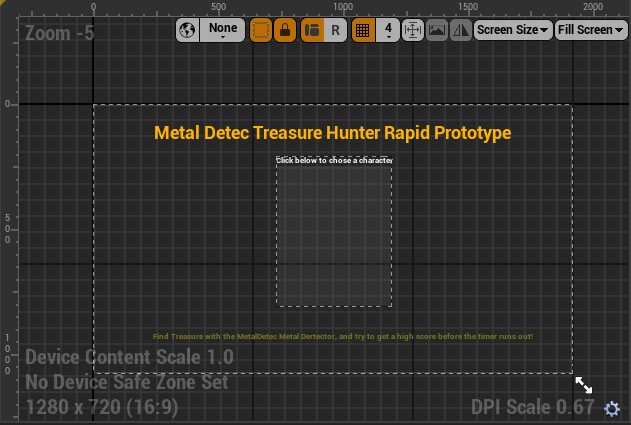 0 500 1000 1500 2000
Zoom -5
None
R
4
Screen Size
Fill Screen
0
Metal Detec Treasure Hunter Rapid Prototype
Click below to chose a character
500
Find Treasure with the MetalDetec Metal Dertector, and try to get a high score before the timer runs out!
1000
Device Content Scale 1.0
No Device Safe Zone Set
1280 x 720 (16:9)
DPI Scale 0.67